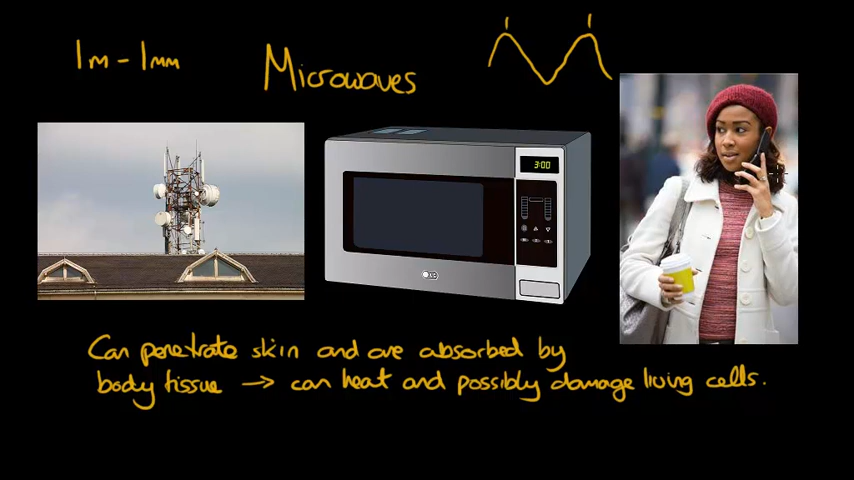 1m - 1mm
Microwaves
3:00
Can penetrate skin and are absorbed by
body tissue → can heat and possibly damage living cells.